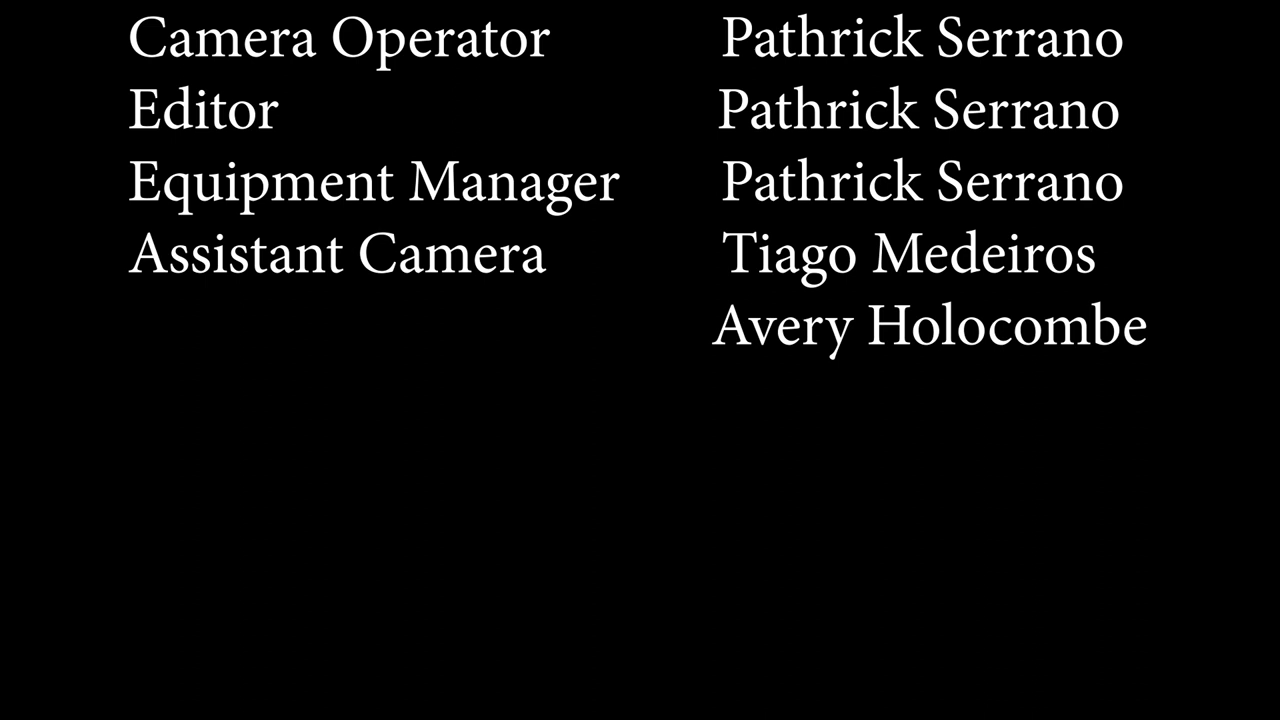 Camera Operator Pathrick Serrano
Editor Pathrick Serrano
Equipment Manager Pathrick Serrano
Assistant Camera Tiago Medeiros
Avery Holocombe